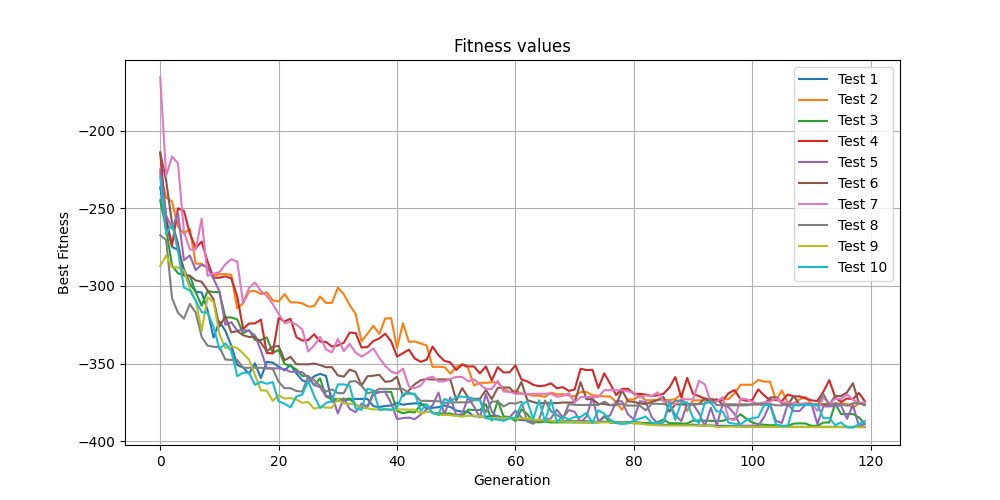 Fitness values
Best Fitness
−200
−250
−300
−350
−400
0 20 40 60 80 100 120
Generation
Test 1
Test 2
Test 3
Test 4
Test 5
Test 6
Test 7
Test 8
Test 9
Test 10